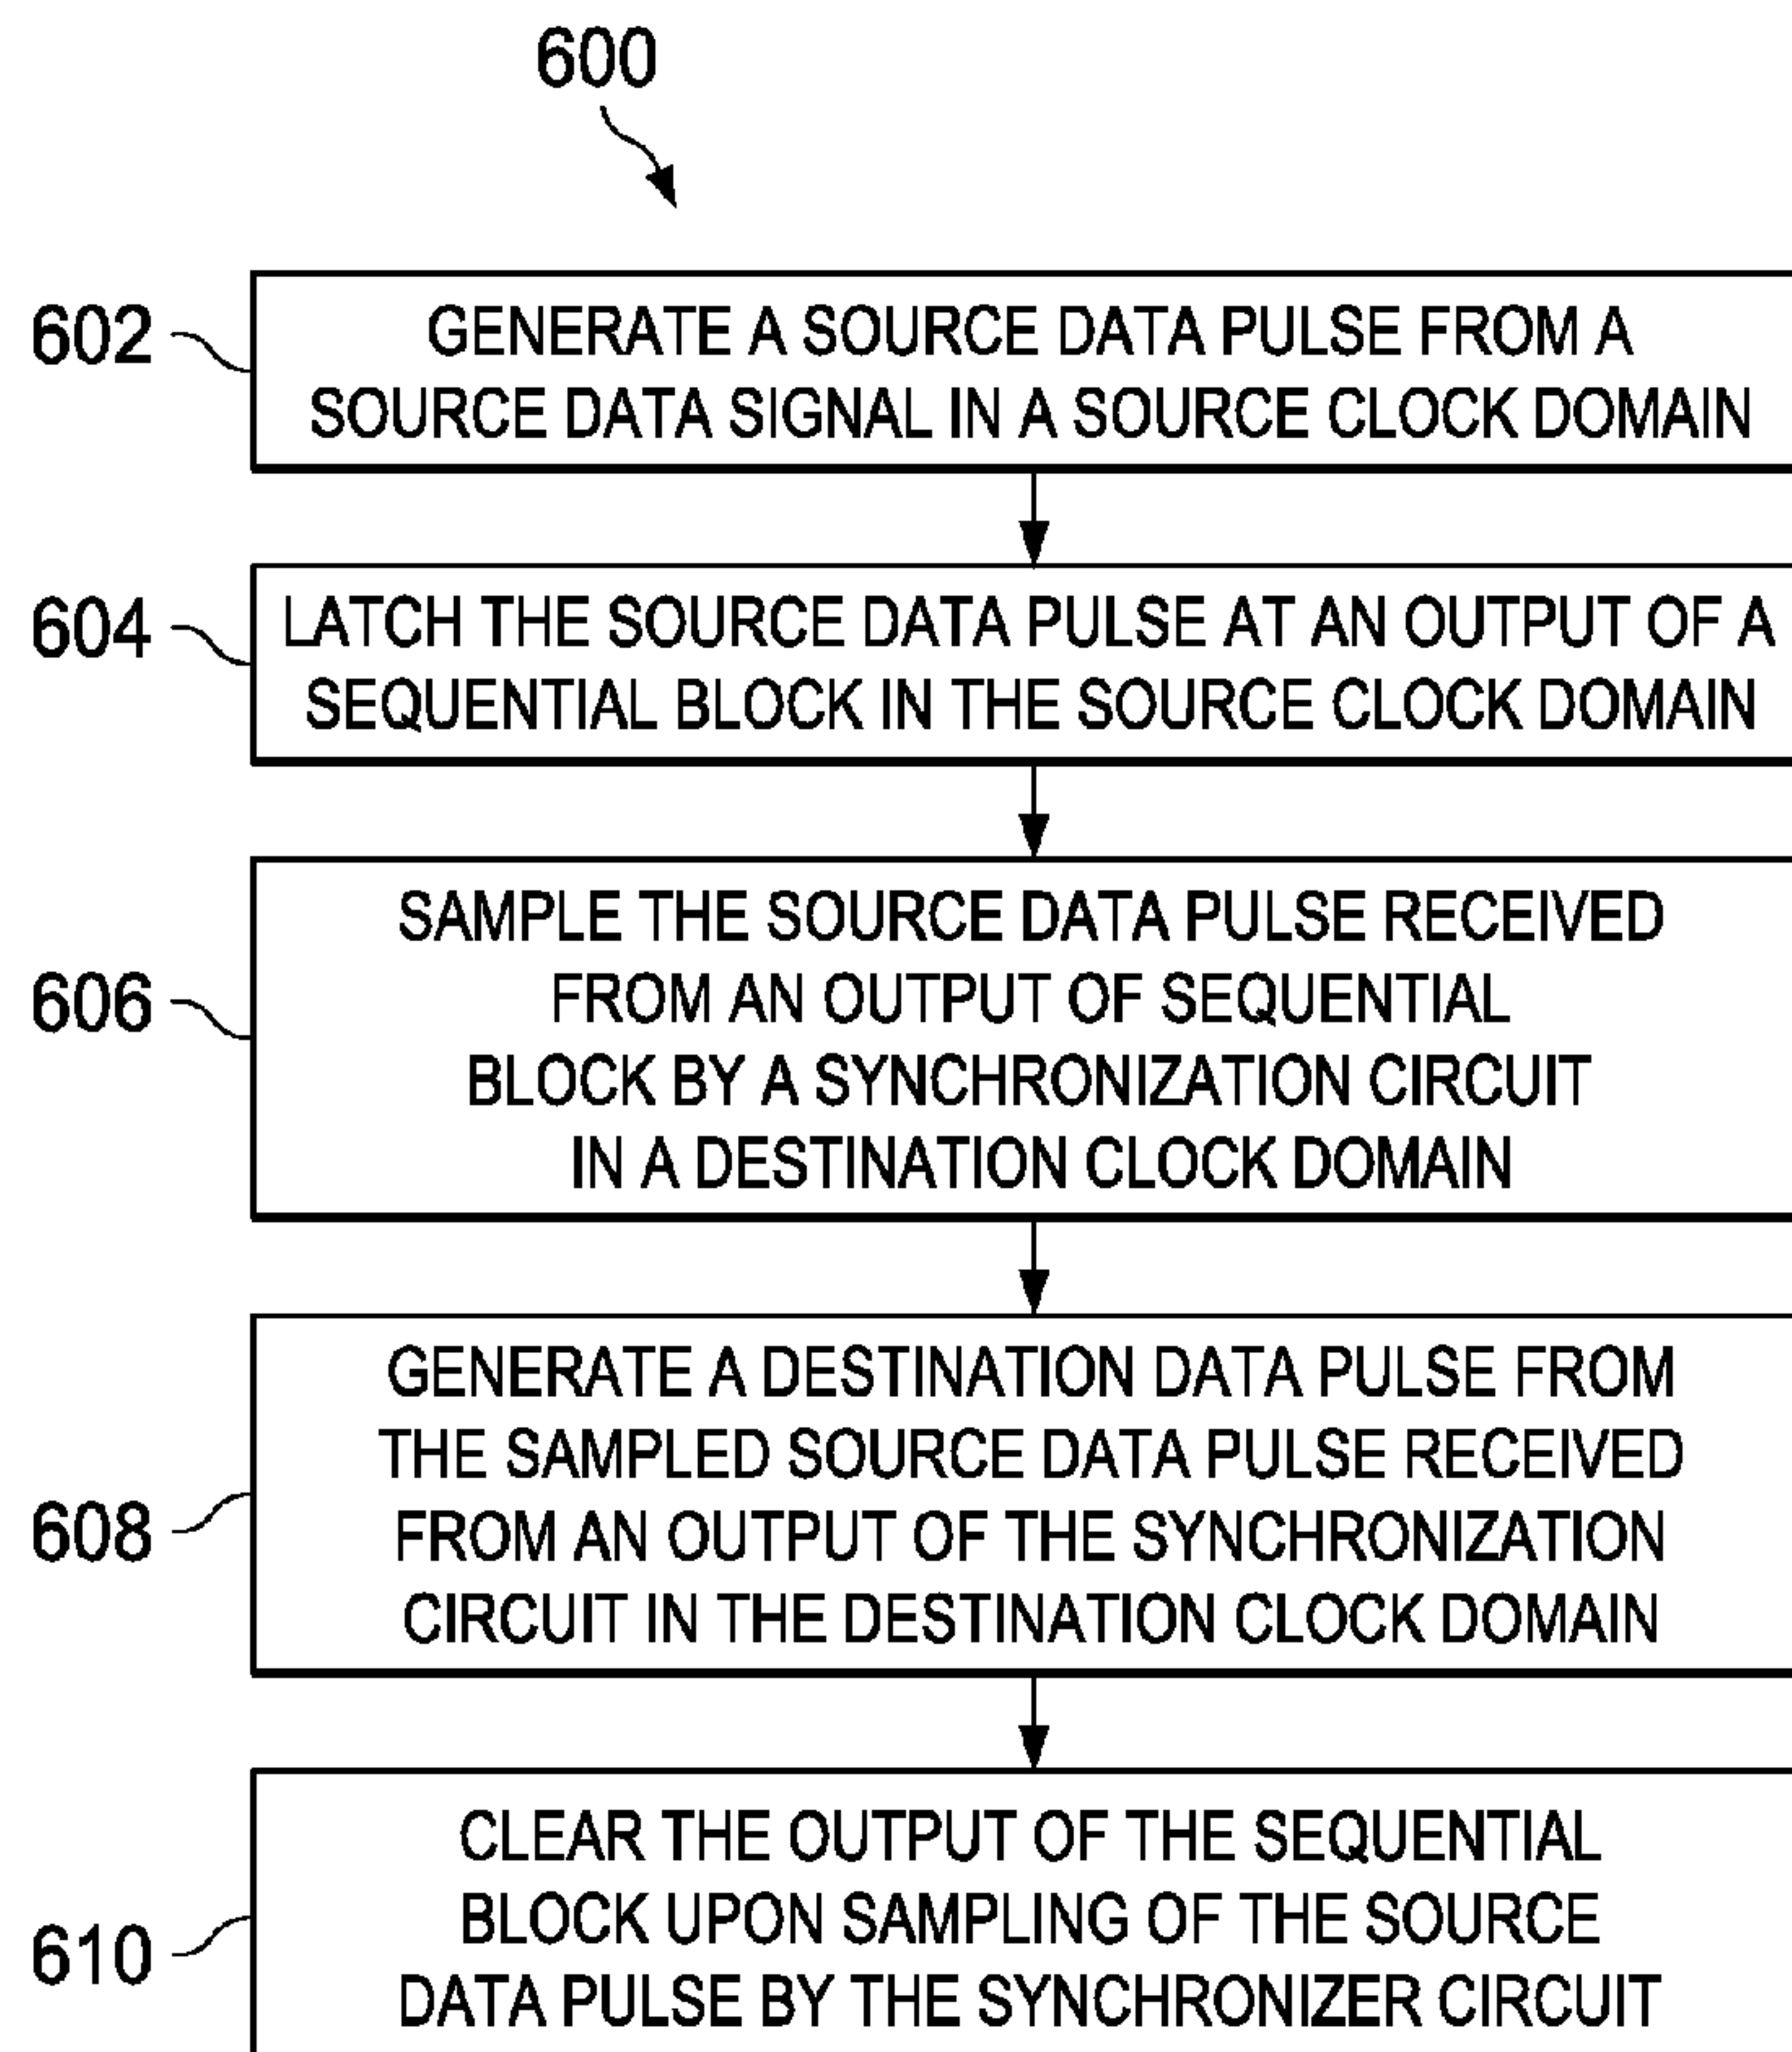 600
602
GENERATE A SOURCE DATA PULSE FROM A
SOURCE DATA SIGNAL IN A SOURCE CLOCK DOMAIN
604
LATCH THE SOURCE DATA PULSE AT AN OUTPUT OF A
SEQUENTIAL BLOCK IN THE SOURCE CLOCK DOMAIN
606
SAMPLE THE SOURCE DATA PULSE RECEIVED
FROM AN OUTPUT OF SEQUENTIAL
BLOCK BY A SYNCHRONIZATION CIRCUIT
IN A DESTINATION CLOCK DOMAIN
608
GENERATE A DESTINATION DATA PULSE FROM
THE SAMPLED SOURCE DATA PULSE RECEIVED
FROM AN OUTPUT OF THE SYNCHRONIZATION
CIRCUIT IN THE DESTINATION CLOCK DOMAIN
610
CLEAR THE OUTPUT OF THE SEQUENTIAL
BLOCK UPON SAMPLING OF THE SOURCE
DATA PULSE BY THE SYNCHRONIZER CIRCUIT